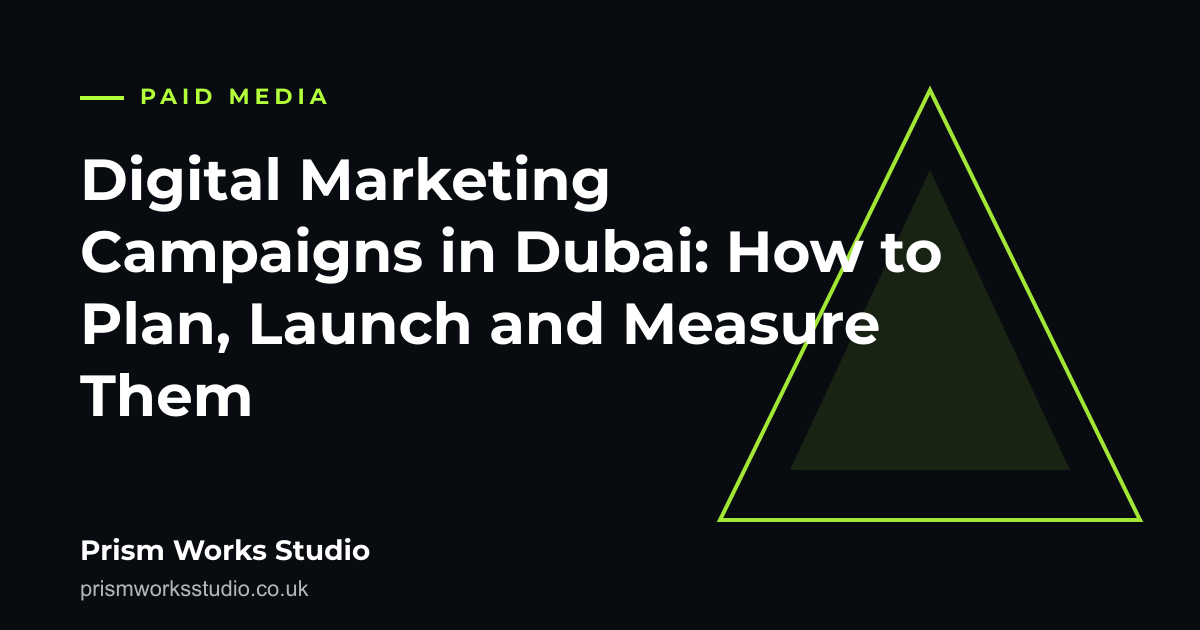 PAID MEDIA
Digital Marketing
Campaigns in Dubai: How to
Plan, Launch and Measure
Them
Prism Works Studio
prismworksstudio.co.uk